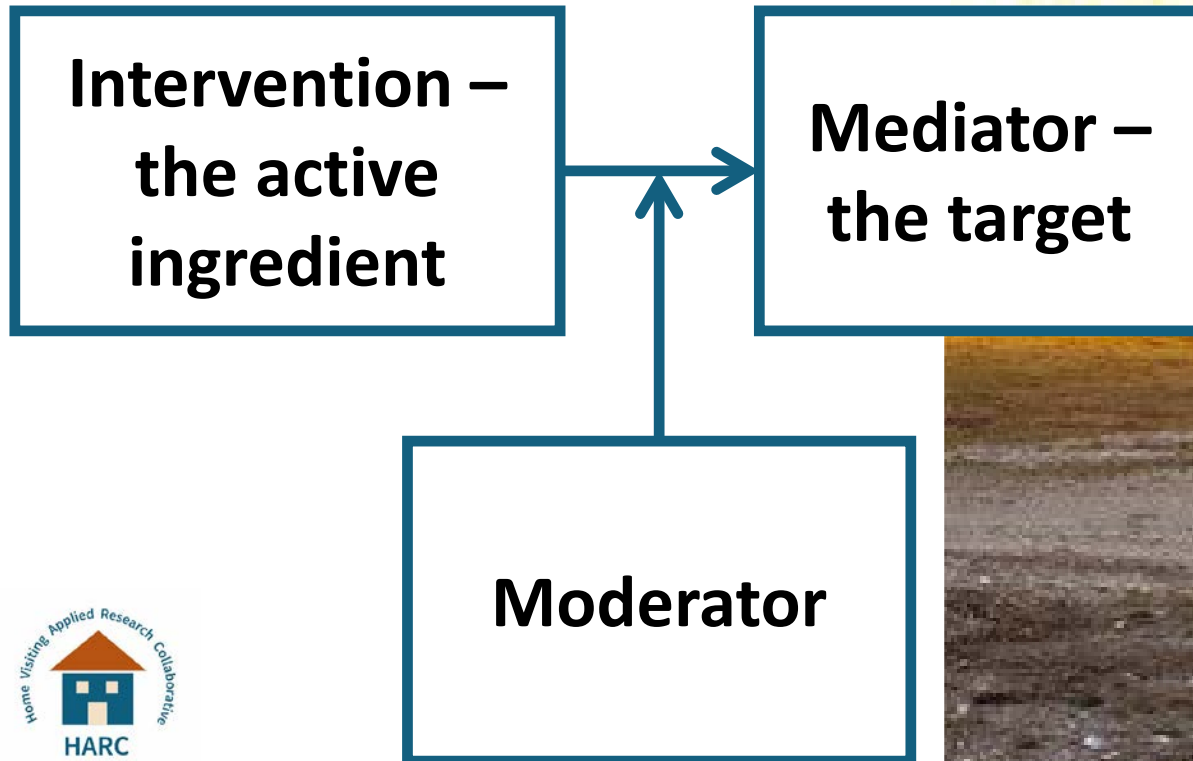 Intervention –
the active
ingredient
Mediator –
the target
Moderator
Home Visiting Applied Research Collaborative
HARC